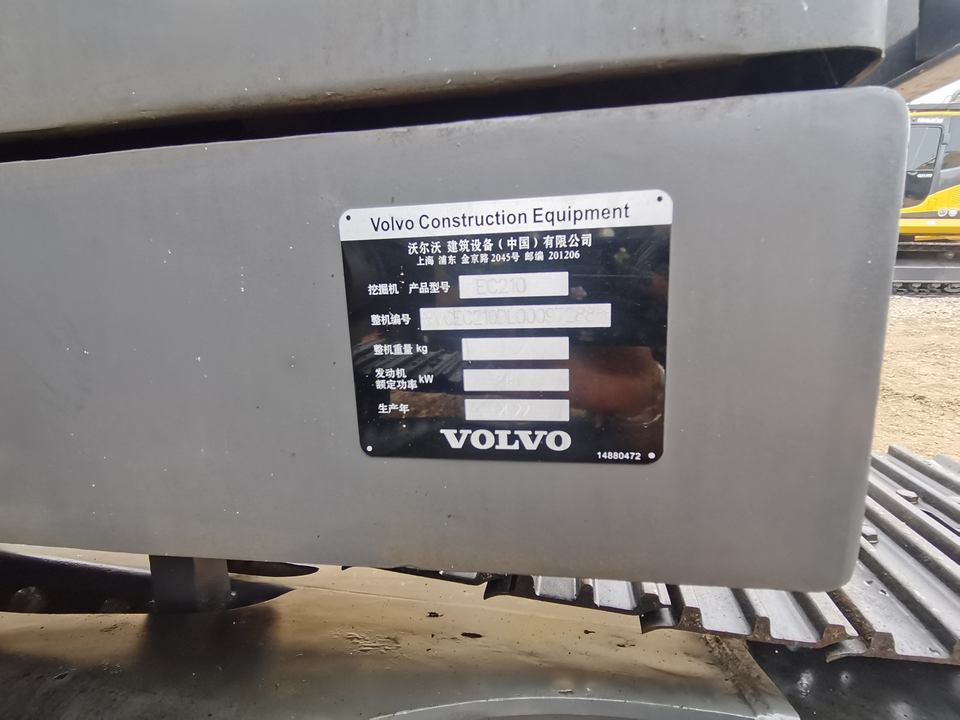 Volvo Construction Equipment
沃尔沃 建筑设备(中国)有限公司
上海 浦东 金京路2045号 邮编 201206
挖掘机 产品型号 EC210
整机编号
整机重量 kg
发动机
额定功率 kW
生产年
VOLVO
14880472